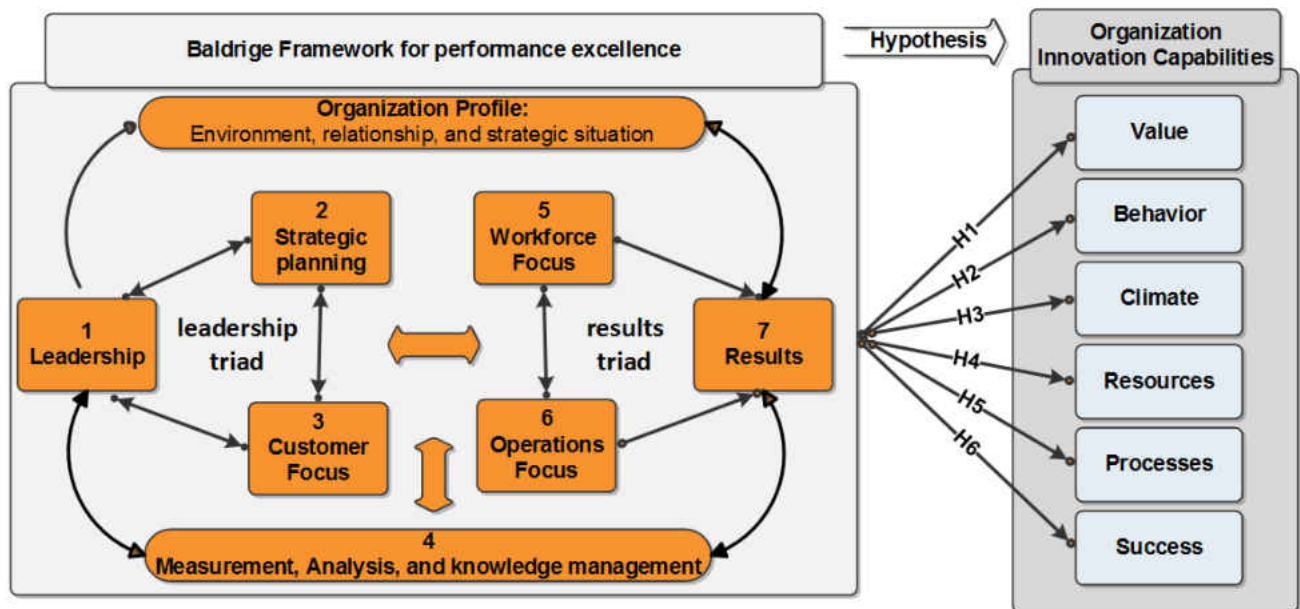 Baldrige Framework for performance excellence
Hypothesis
Organization
Innovation Capabilities
Organization Profile:
Environment, relationship, and strategic situation
2
Strategic
planning
5
Workforce
Focus
1
Leadership
leadership
triad
results
triad
7
Results
3
Customer
Focus
6
Operations
Focus
4
Measurement, Analysis, and knowledge management
H1
H2
H3
H4
H5
H6
Value
Behavior
Climate
Resources
Processes
Success